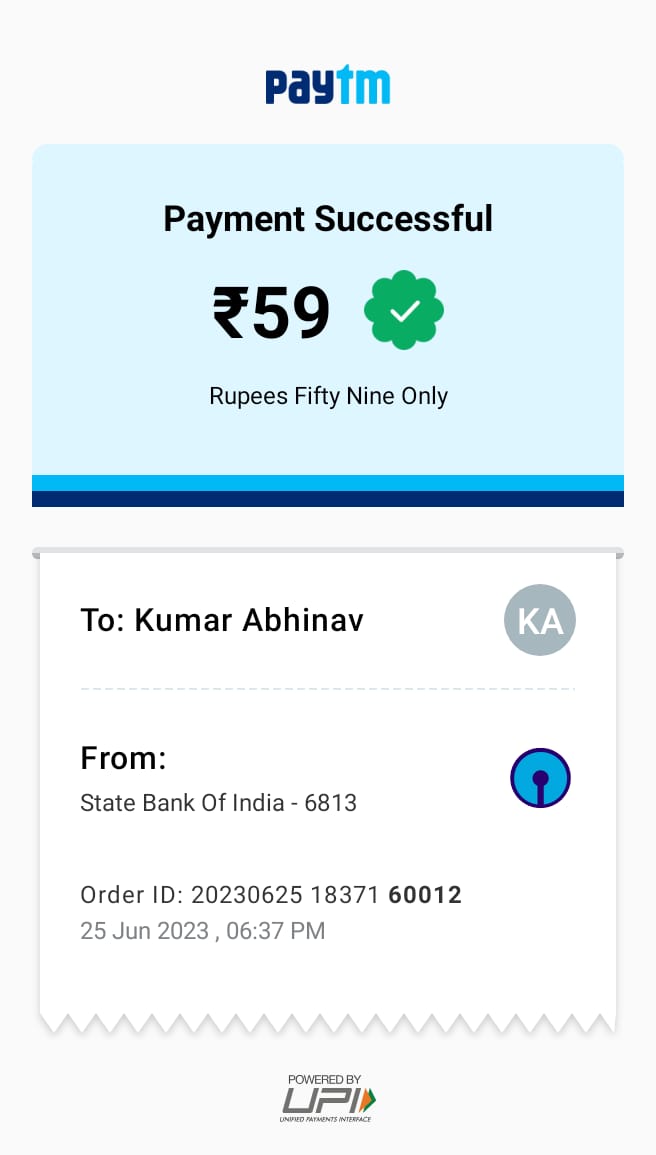 paytm
Payment Successful
₹59
Rupees Fifty Nine Only
To: Kumar Abhinav
KA
From:
State Bank Of India - 6813
Order ID: 20230625 18371 60012
25 Jun 2023 , 06:37 PM
POWERED BY
UPI
UNIFIED PAYMENTS INTERFACE